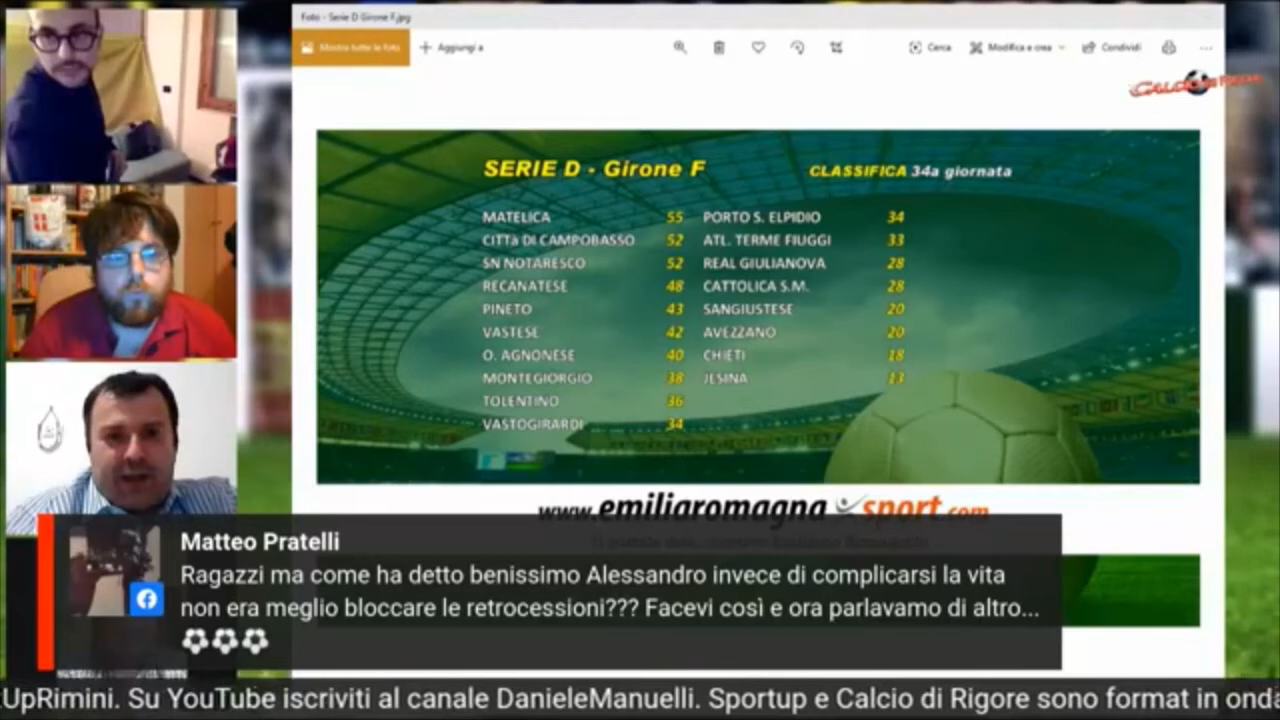 Foto - Serie D Girone F.jpg
Mostra tutte le foto
Aggiungi a
Cerca
Modifica e crea
Condividi
SERIE D - Girone F
CLASSIFICA 34a giornata
MATELICA 55 PORTO S. ELPIDIO 34
CITTà DI CAMPOBASSO 52 ATL. TERME FIUGGI 33
SN NOTARESCO 52 REAL GIULIANOVA 28
RECANATESE 48 CATTOLICA S.M. 28
PINETO 43 SANGIUSTESE 20
VASTESE 42 AVEZZANO 20
O. AGNONESE 40 CHIETI 18
MONTEGIORGIO 38 JESINA 13
TOLENTINO 36
VASTOGIRARDI 34
www.emiliaromagnasport.com
Matteo Pratelli
Ragazzi ma come ha detto benissimo Alessandro invece di complicarsi la vita
non era meglio bloccare le retrocessioni??? Facevi così e ora parlavamo di altro...
UpRimini. Su YouTube iscriviti al canale DanieleManuelli. Sportup e Calcio di Rigore sono format in onda